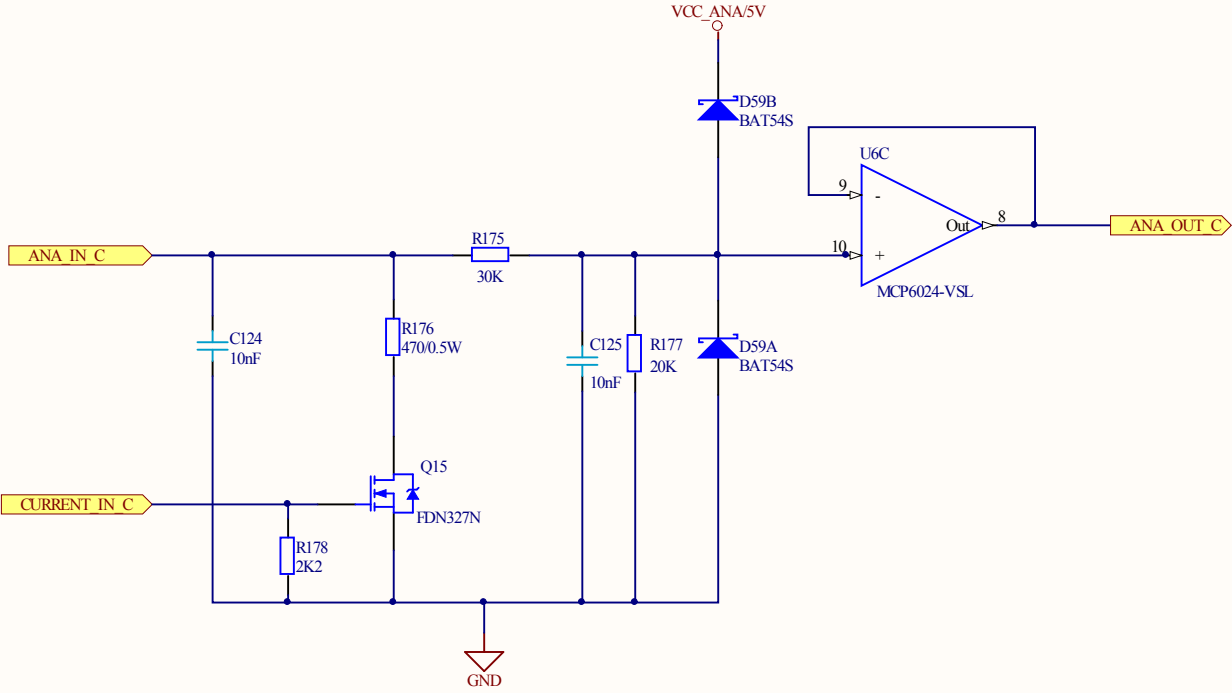 VCC_ANA/5V
D59B
BAT54S
U6C
9
-
Out
8
ANA_OUT_C
10
+
MCP6024-VSL
ANA_IN_C
R175
30K
C124
10nF
R176
470/0.5W
C125
10nF
R177
20K
D59A
BAT54S
Q15
FDN327N
CURRENT_IN_C
R178
2K2
GND